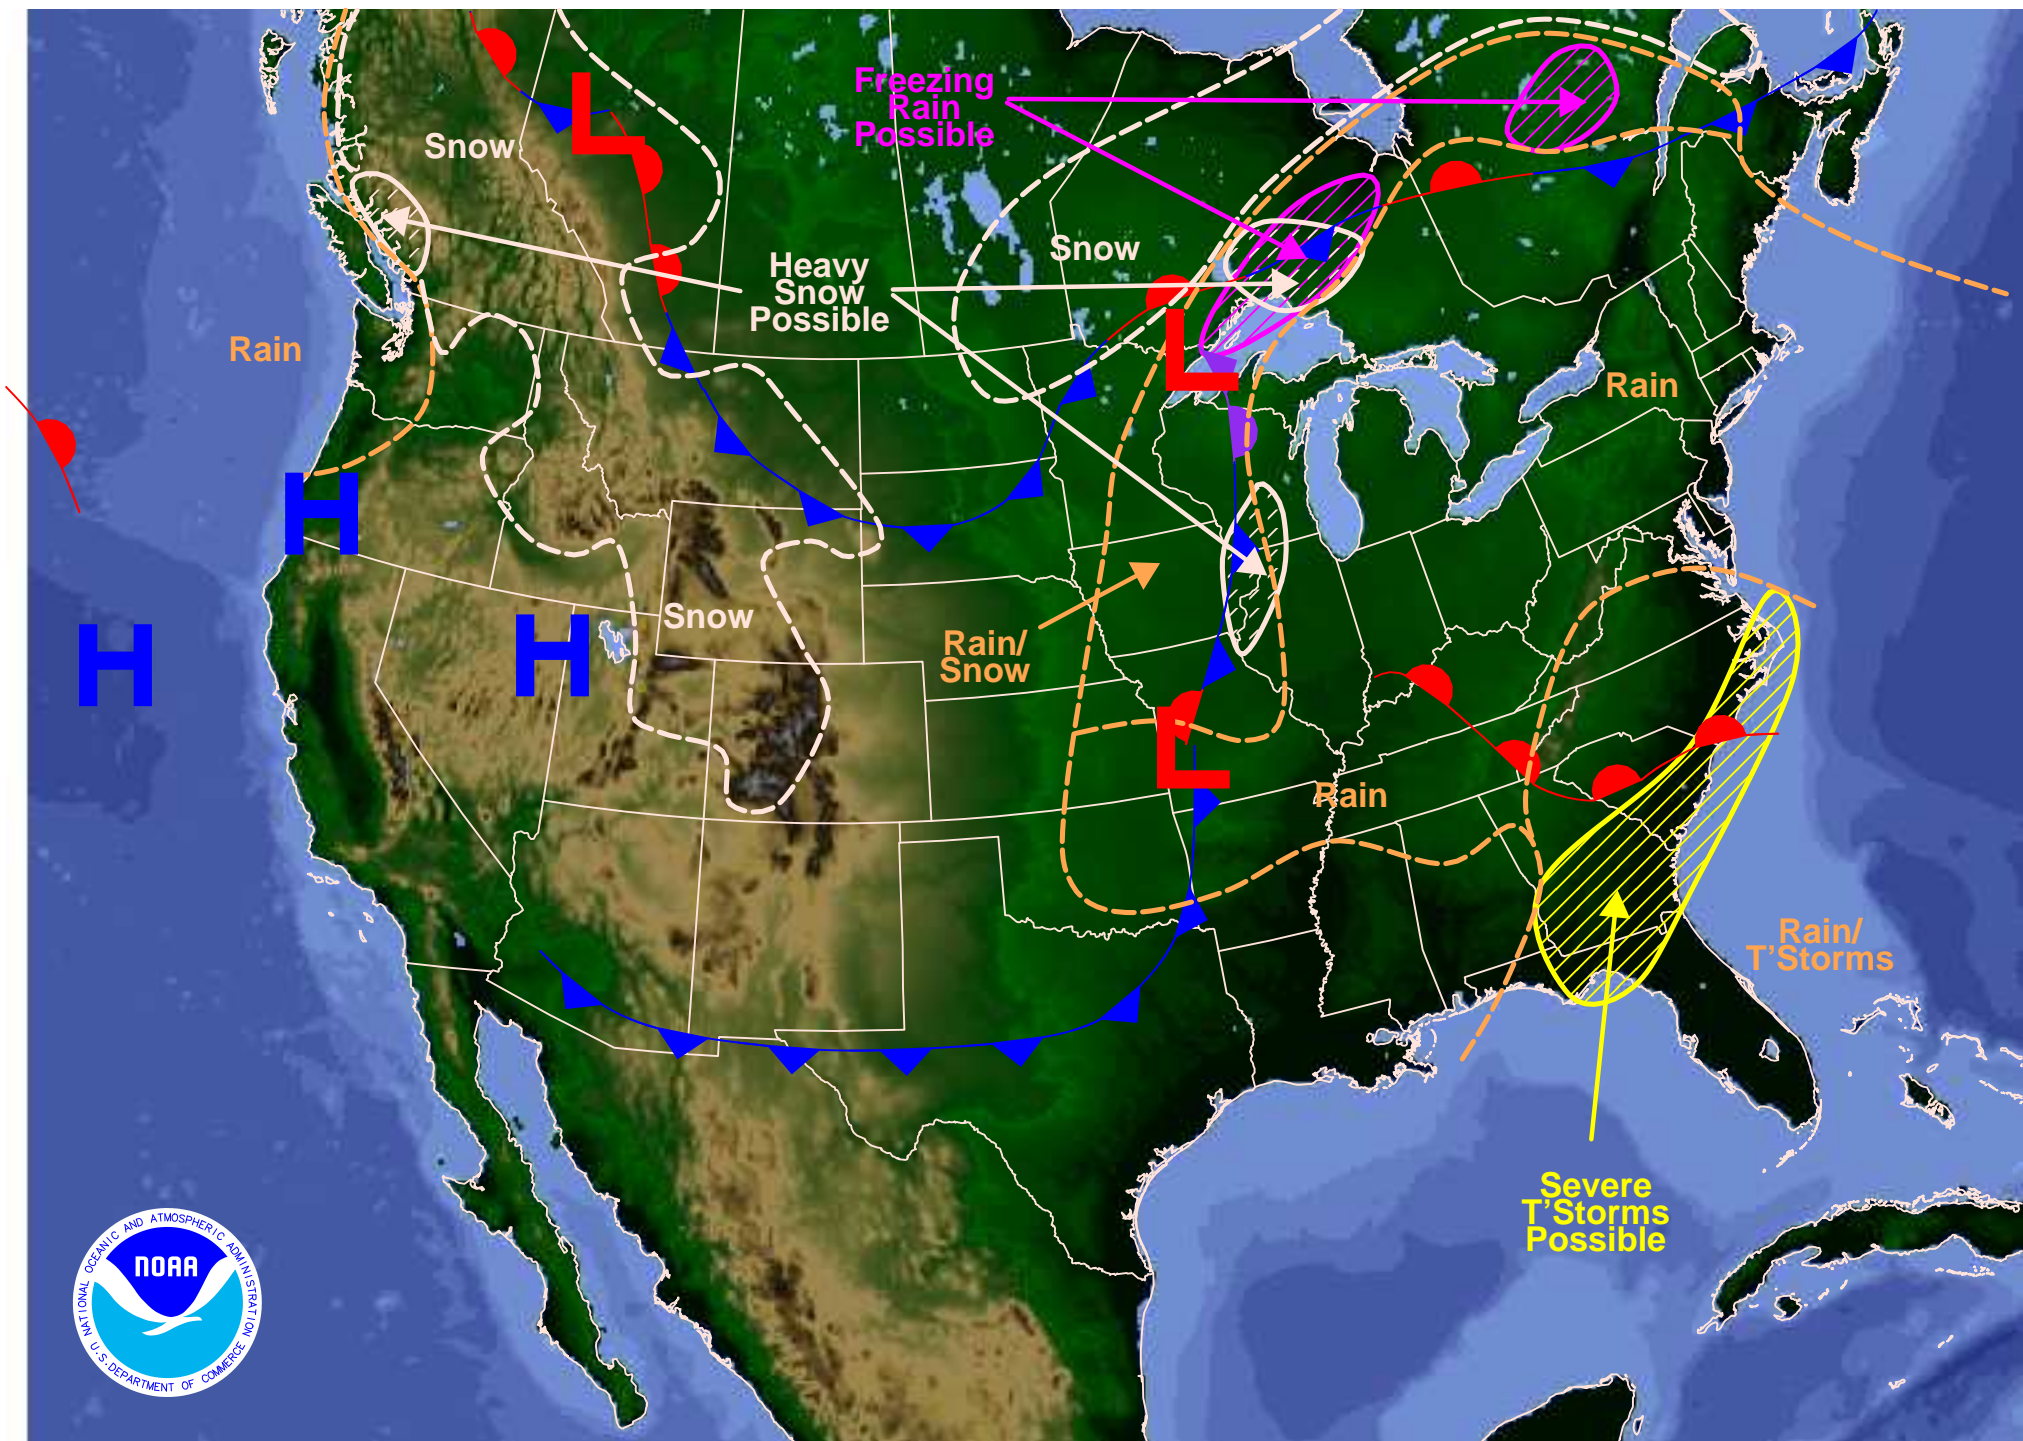 Freezing
Rain
Possible
Snow
L
Snow
Heavy
Snow
Possible
Rain
L
Rain
H
Snow
H
H
Rain/
Snow
L
Rain
Rain/
T'Storms
Severe
T'Storms
Possible
NATIONAL OCEANIC AND ATMOSPHERIC ADMINISTRATION
NOAA
U.S. DEPARTMENT OF COMMERCE